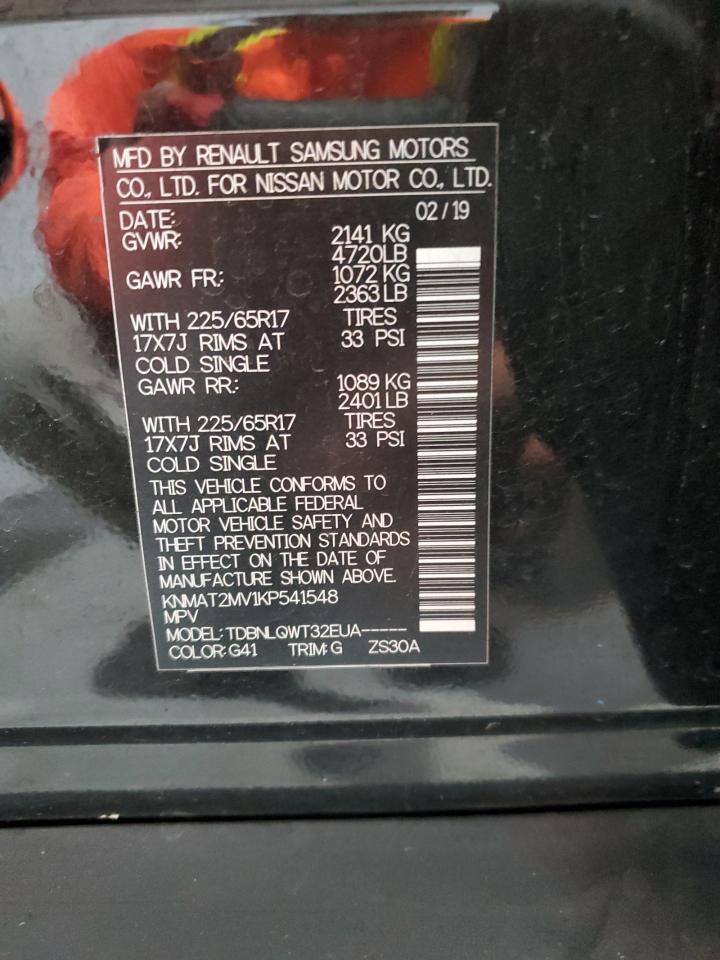 MFD BY RENAULT SAMSUNG MOTORS
CO., LTD. FOR NISSAN MOTOR CO., LTD.
DATE: 02/19
GVWR: 2141 KG
4720LB
GAWR FR: 1072 KG
2363LB
WITH 225/65R17 TIRES
17X7J RIMS AT 33 PSI
COLD SINGLE
GAWR RR: 1089 KG
2401LB
WITH 225/65R17 TIRES
17X7J RIMS AT 33 PSI
COLD SINGLE
THIS VEHICLE CONFORMS TO
ALL APPLICABLE FEDERAL
MOTOR VEHICLE SAFETY AND
THEFT PREVENTION STANDARDS
IN EFFECT ON THE DATE OF
MANUFACTURE SHOWN ABOVE.
KNMAT2MV1KP541548
MPV
MODEL: TDBNLQWT32EUA-----
COLOR: G41 TRIM: G ZS30A